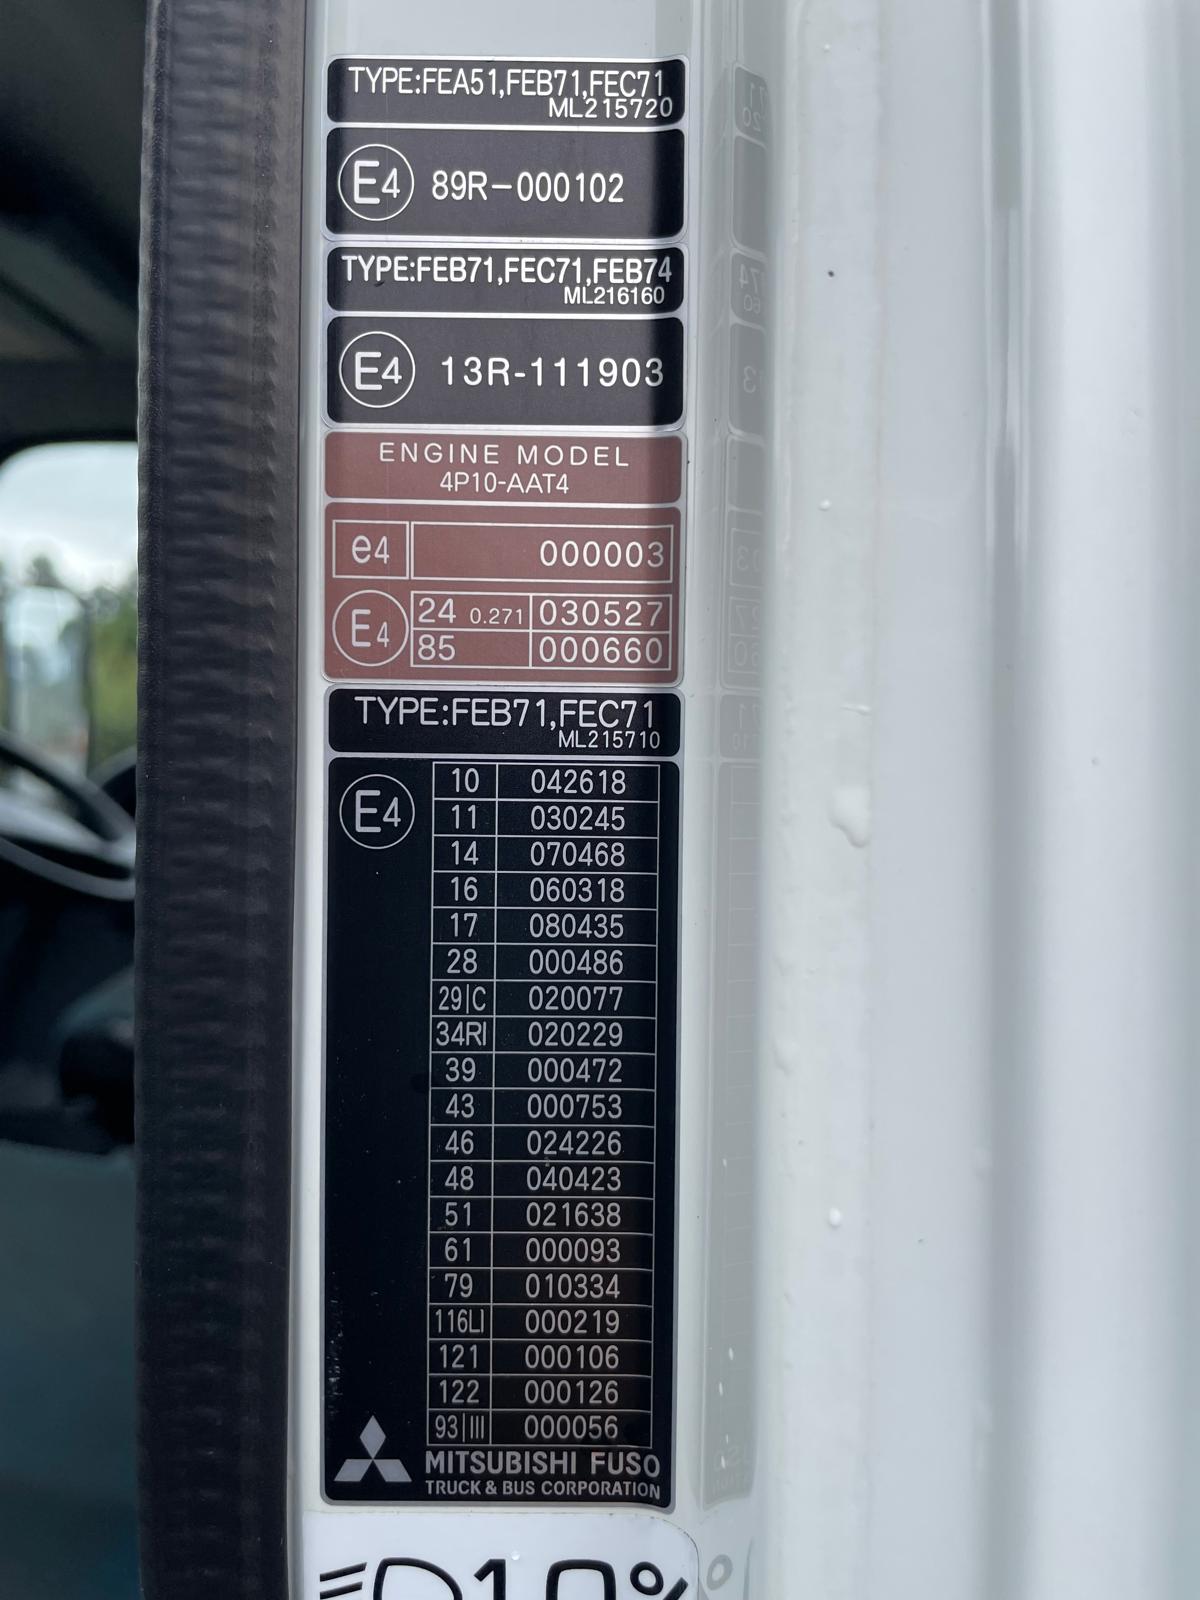 TYPE:FEA51,FEB71,FEC71
ML215720
E4 89R-000102
TYPE:FEB71,FEC71,FEB74
ML216160
E4 13R-111903
ENGINE MODEL
4P10-AAT4
e4 000003
E4 24 0.271 030527
85 000660
TYPE:FEB71,FEC71
ML215710
E4
10 042618
11 030245
14 070468
16 060318
17 080435
28 000486
29|C 020077
34RI 020229
39 000472
43 000753
46 024226
48 040423
51 021638
61 000093
79 010334
116LI 000219
121 000106
122 000126
93|III 000056
MITSUBISHI FUSO
TRUCK & BUS CORPORATION